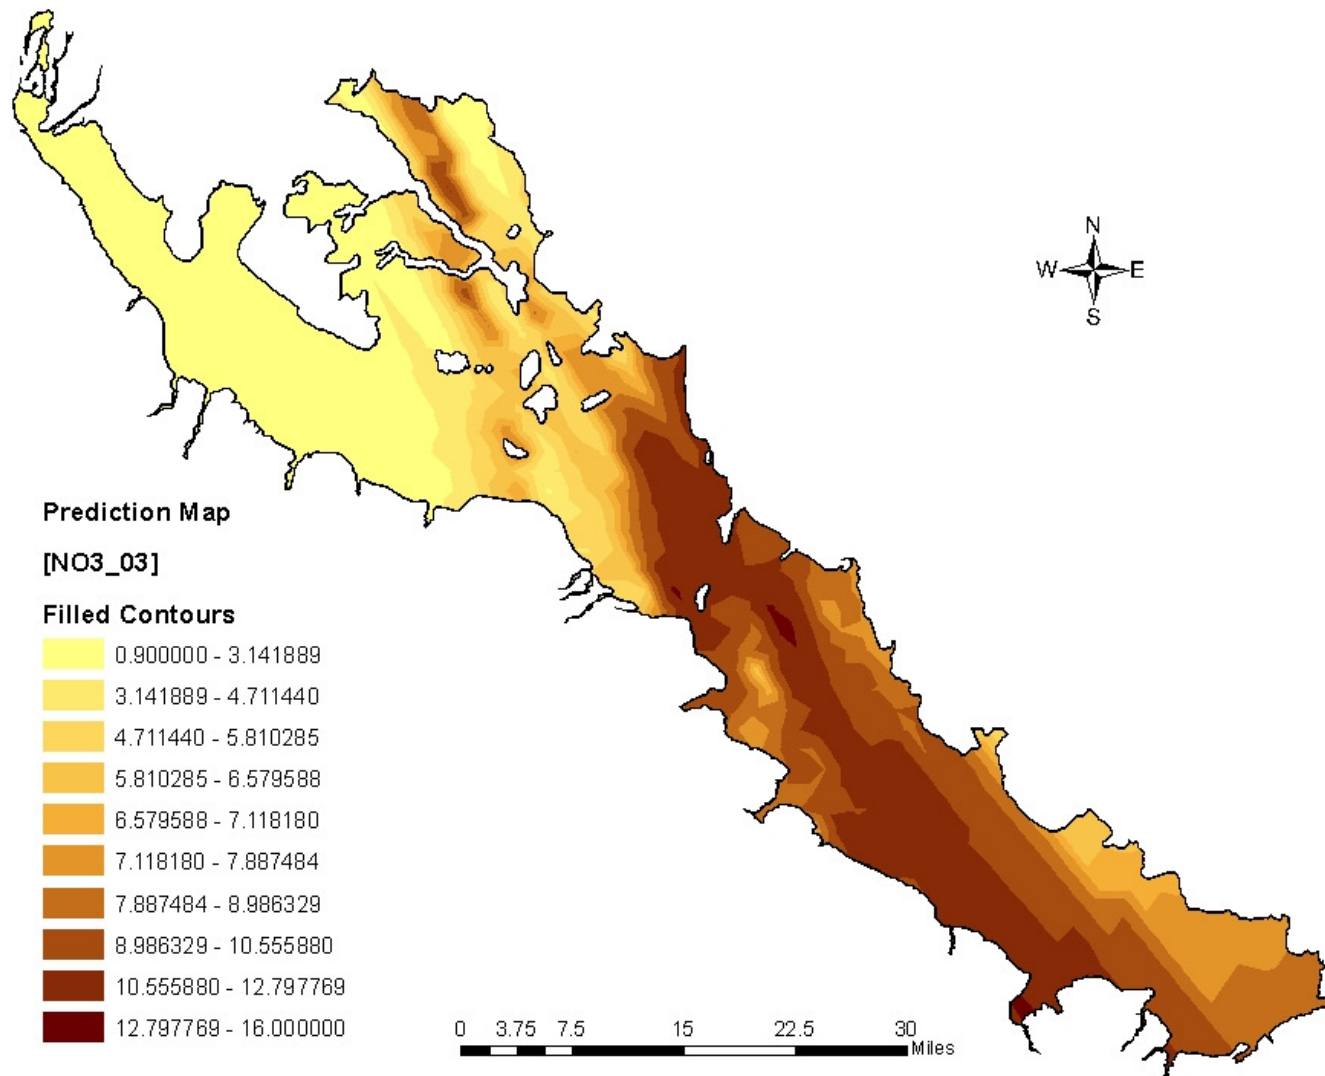 N
W E
S
Prediction Map
[NO3_03]
Filled Contours
0.900000 - 3.141889
3.141889 - 4.711440
4.711440 - 5.810285
5.810285 - 6.579588
6.579588 - 7.118180
7.118180 - 7.887484
7.887484 - 8.986329
8.986329 - 10.555880
10.555880 - 12.797769
12.797769 - 16.000000
0 3.75 7.5 15 22.5 30
Miles